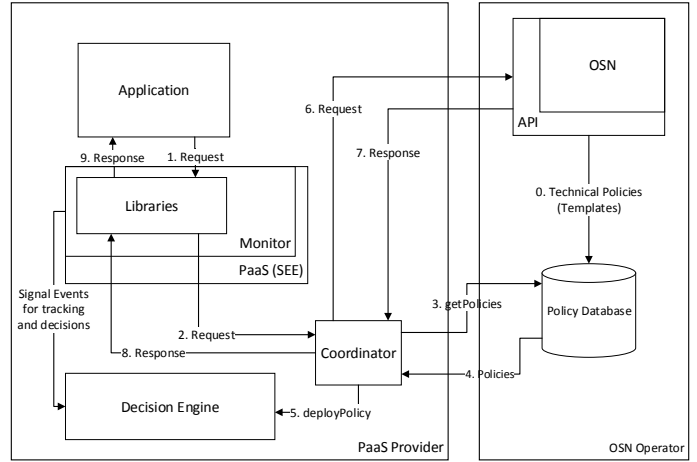 OSN
Application
API
6. Request
7. Response
9. Response
1. Request
0. Technical Policies
(Templates)
Libraries
Monitor
PaaS (SEE)
Signal Events
for tracking
and decisions
3. getPolicies
Policy Database
2. Request
8. Response
Coordinator
4. Policies
Decision Engine
5. deployPolicy
PaaS Provider
OSN Operator